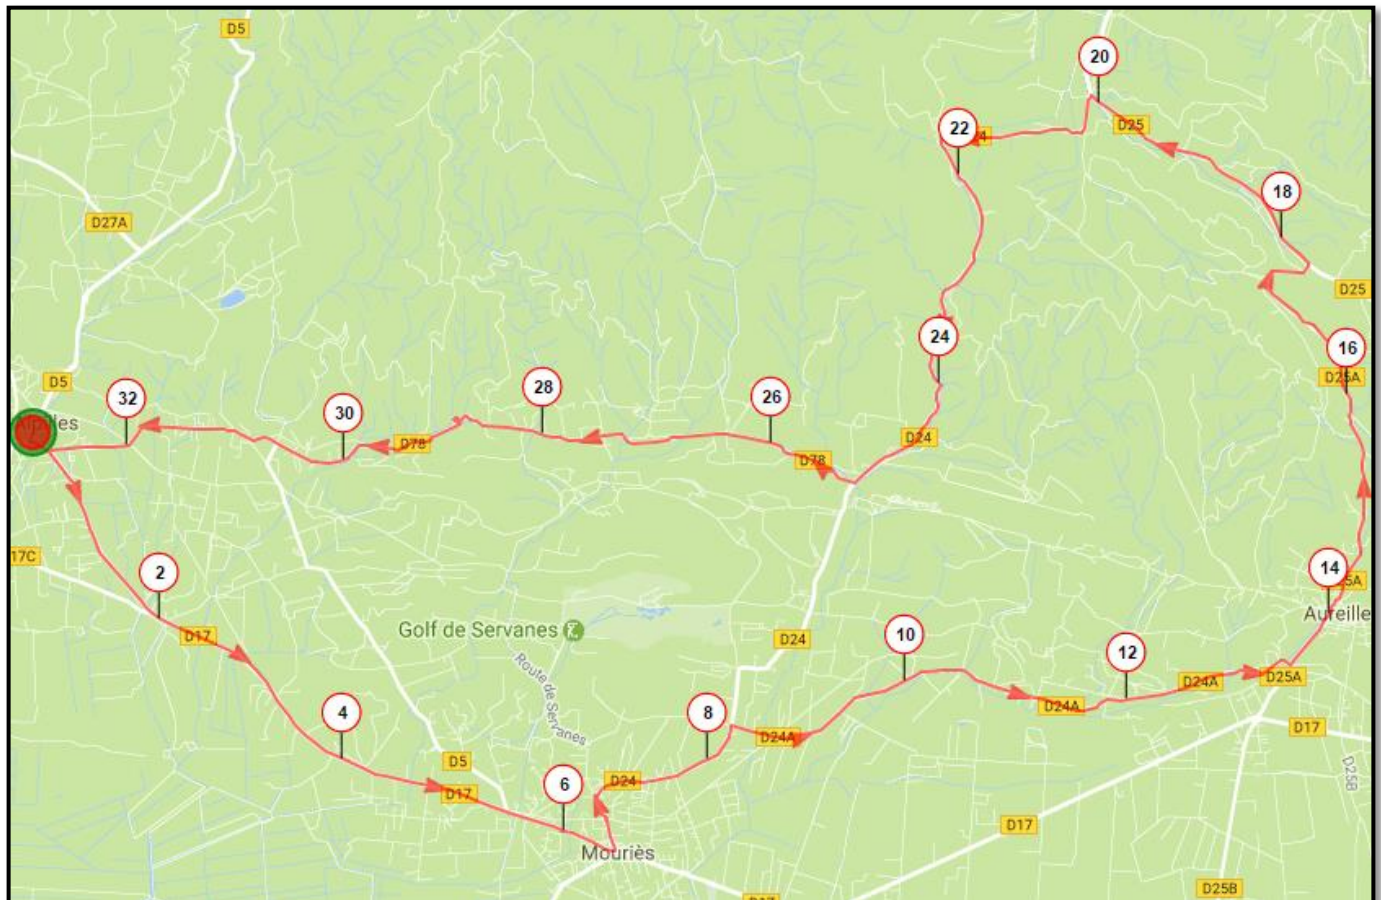 D5
20
22
4
D25
18
D27A
D25
24
16
D5
28
D25A
32
26
30
D24
D78
D78
17C
2
14
5A
Aureille
D17
Golf de Servanes
D24
10
12
Route de Servanes
D24A
D25A
4
8
D24A
D24A
D17
D5
D25B
6
D24
D17
D17
Mouriès
D25B